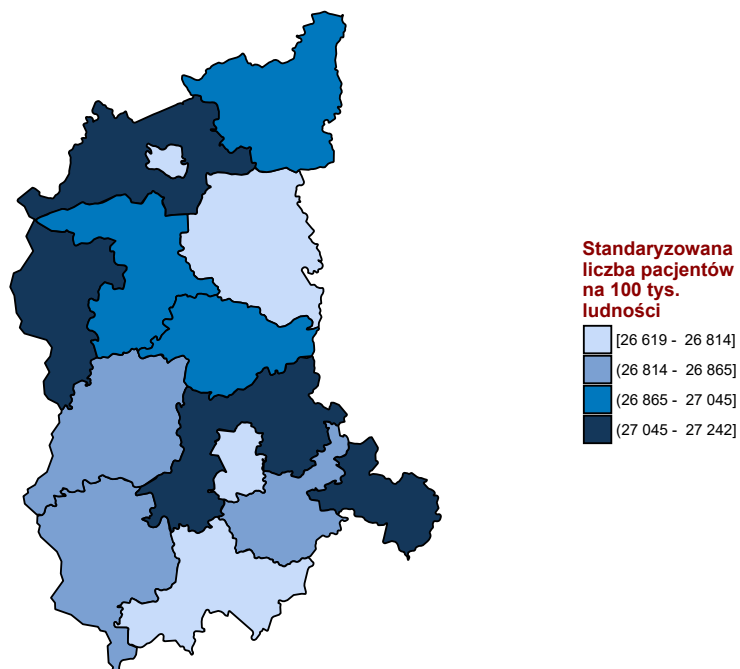 Standaryzowana
liczba pacjentów
na 100 tys.
ludności
[26 619 - 26 814]
(26 814 - 26 865]
(26 865 - 27 045]
(27 045 - 27 242]